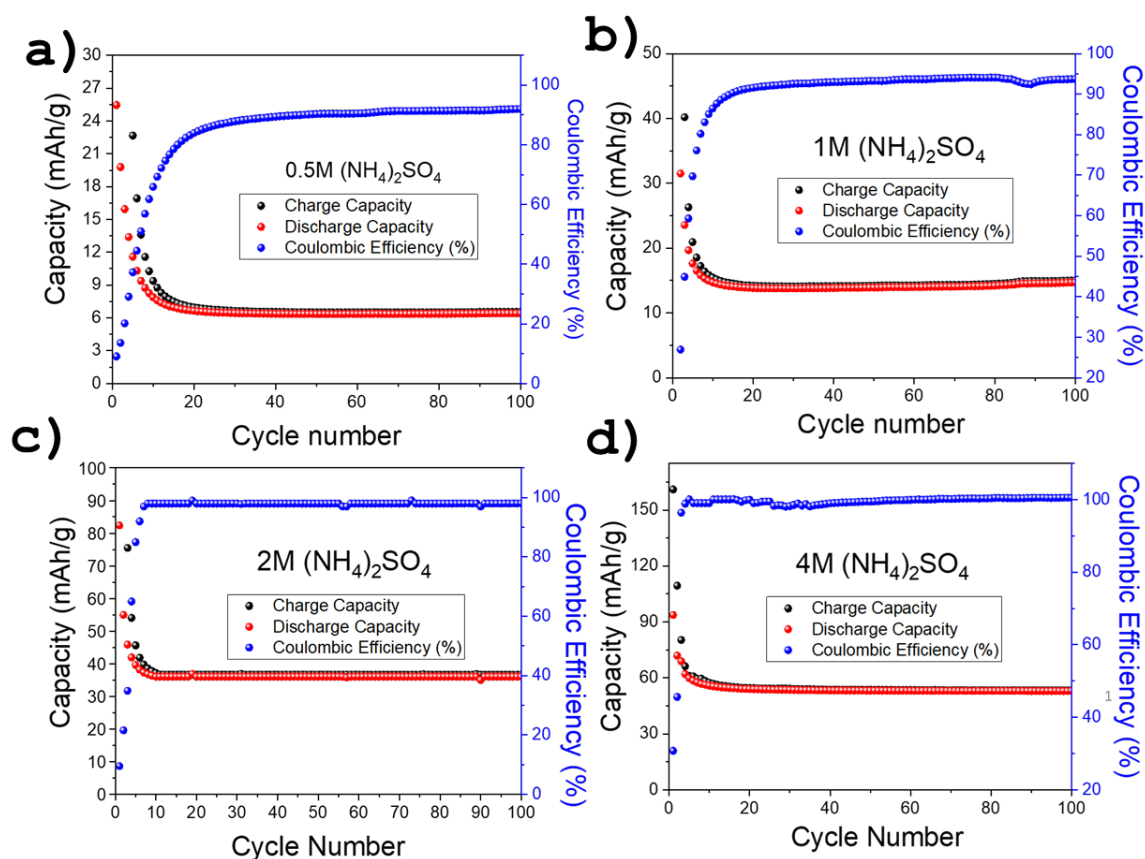 a)
Capacity (mAh/g)
30
27
24
21
18
15
12
9
6
3
0
0.5M (NH₄)₂SO₄
Charge Capacity
Discharge Capacity
Coulombic Efficiency (%)
100
80
60
40
20
0
Coulombic Efficiency (%)
0 20 40 60 80 100
Cycle number
b)
Capacity (mAh/g)
50
40
30
20
10
0
1M (NH₄)₂SO₄
Charge Capacity
Discharge Capacity
Coulombic Efficiency (%)
100
90
80
70
60
50
40
30
20
Coulombic Efficiency (%)
0 20 40 60 80 100
Cycle number
c)
Capacity (mAh/g)
100
90
80
70
60
50
40
30
20
10
0
2M (NH₄)₂SO₄
Charge Capacity
Discharge Capacity
Coulombic Efficiency (%)
100
80
60
40
20
0
Coulombic Efficiency (%)
0 10 20 30 40 50 60 70 80 90 100
Cycle Number
d)
Capacity (mAh/g)
150
120
90
60
30
0
4M (NH₄)₂SO₄
Charge Capacity
Discharge Capacity
Coulombic Efficiency (%)
100
80
60
40
20
1
Coulombic Efficiency (%)
0 20 40 60 80 100
Cycle Number